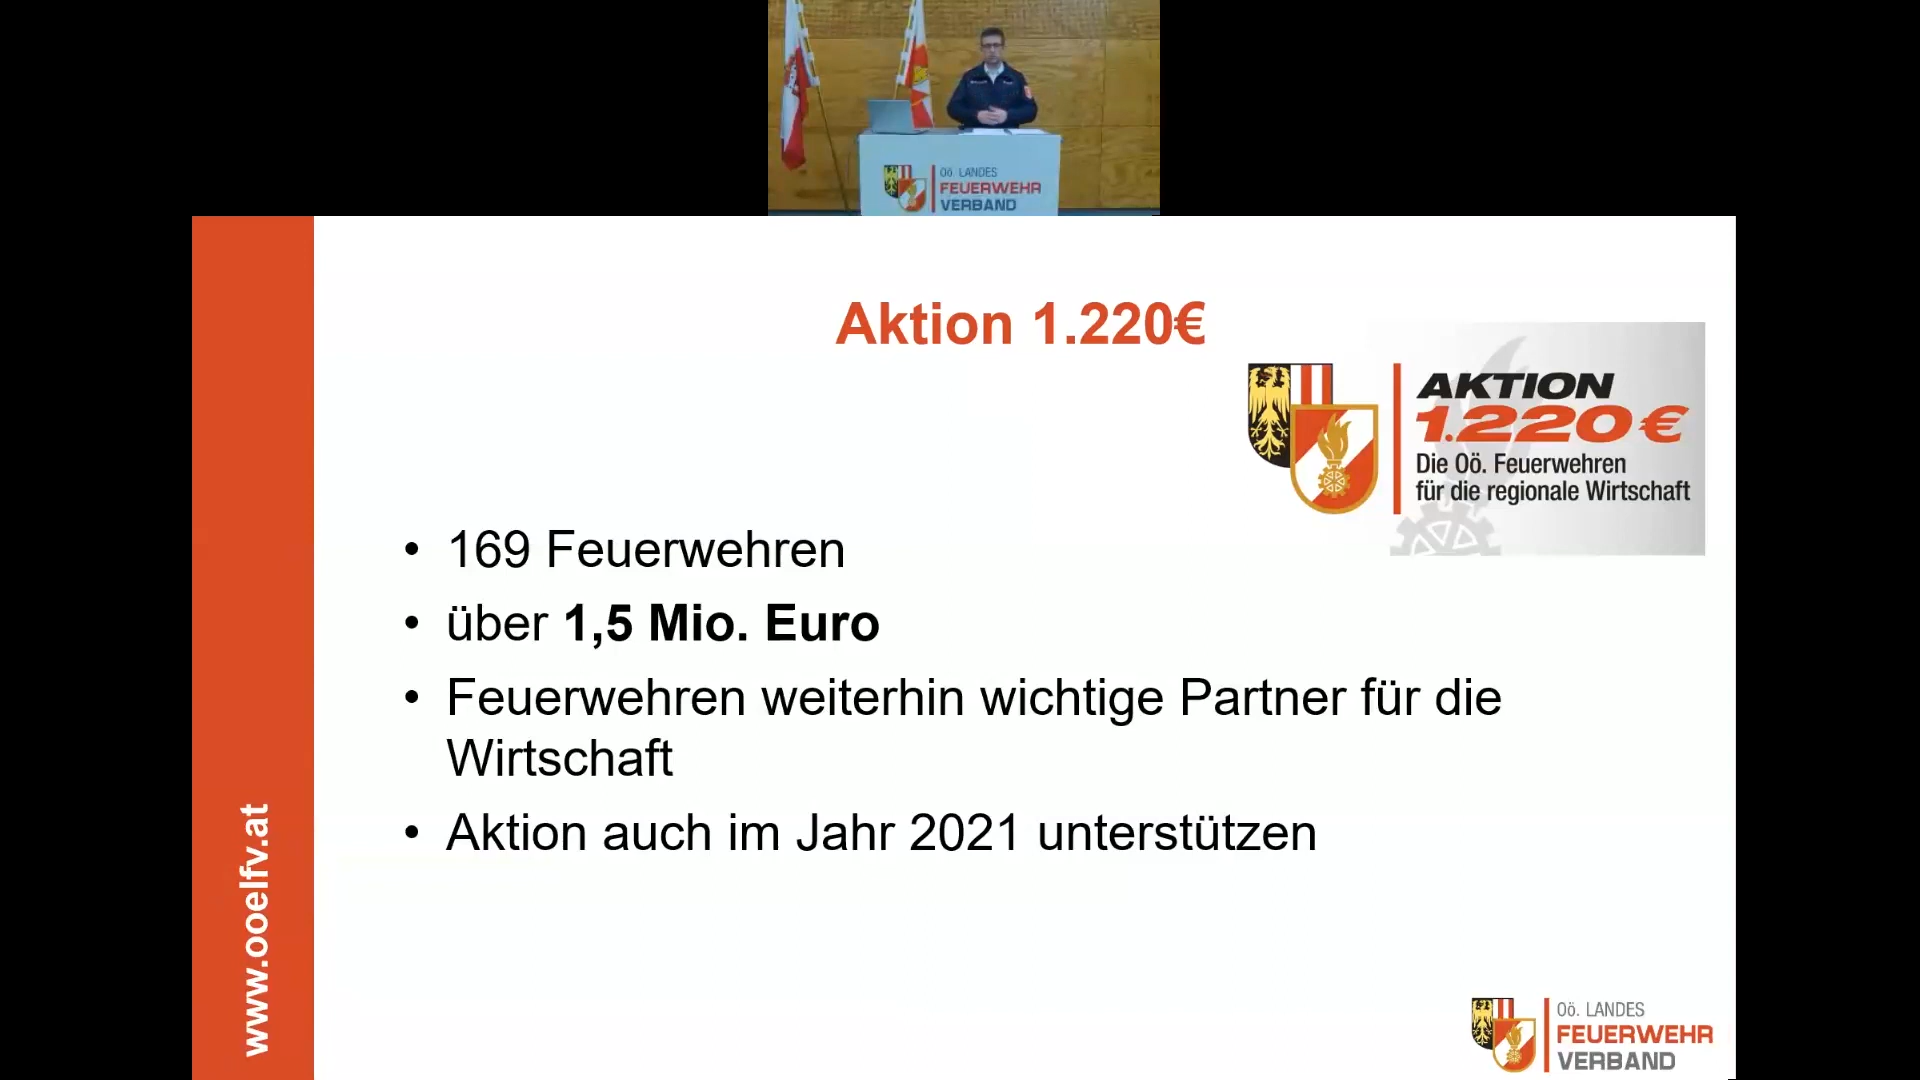 OÖ. LANDES
FEUERWEHR
VERBAND
Aktion 1.220€
AKTION
1.220 €
Die Oö. Feuerwehren
für die regionale Wirtschaft
• 169 Feuerwehren
• über 1,5 Mio. Euro
• Feuerwehren weiterhin wichtige Partner für die
Wirtschaft
• Aktion auch im Jahr 2021 unterstützen
www.ooelfv.at
OÖ. LANDES
FEUERWEHR
VERBAND